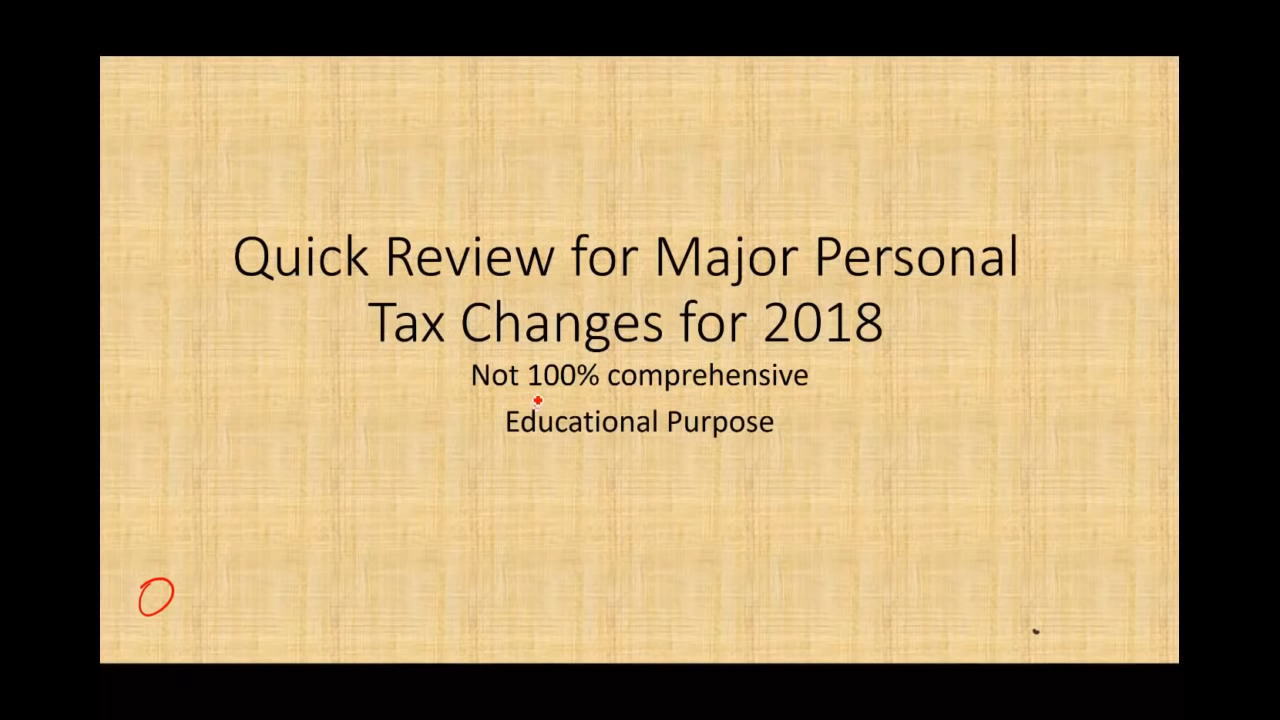 Quick Review for Major Personal
Tax Changes for 2018
Not 100% comprehensive
Educational Purpose